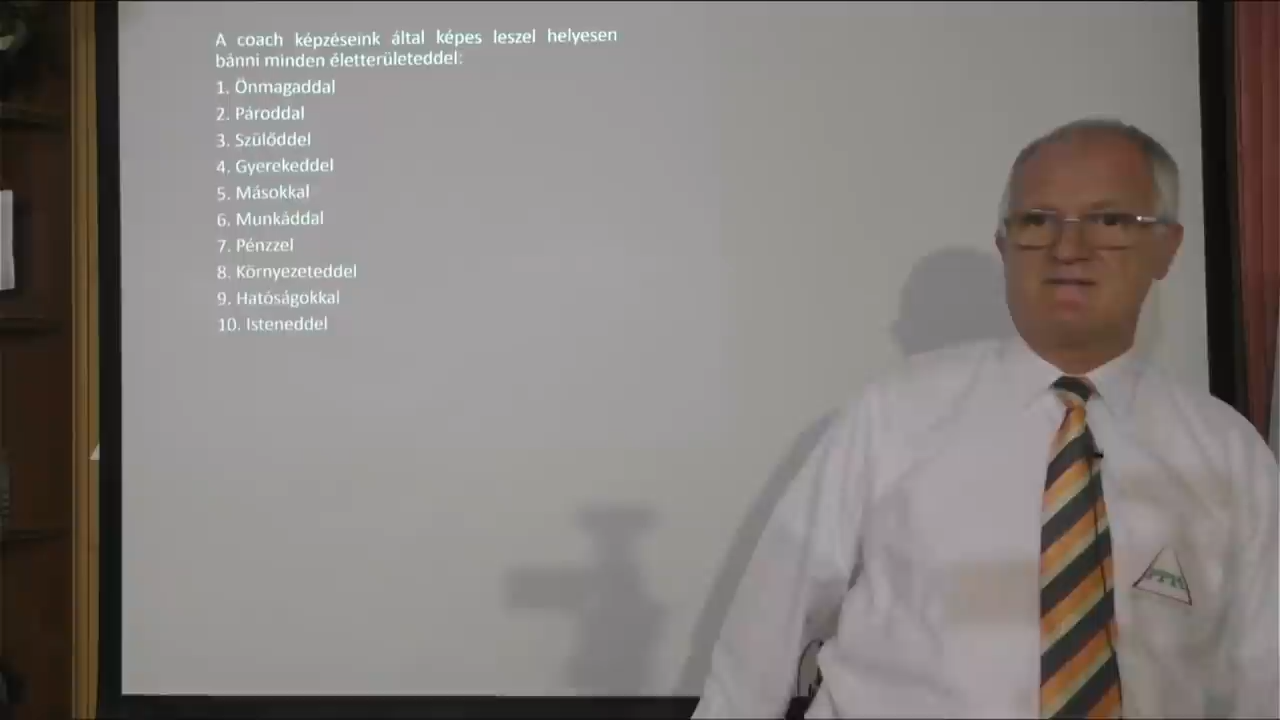 A coach képzéseink által képes leszel helyesen
bánni minden életterületeddel:
1. Önmagaddal
2. Pároddal
3. Szülőddel
4. Gyerekeddel
5. Másokkal
6. Munkáddal
7. Pénzzel
8. Környezeteddel
9. Hatóságokkal
10. Isteneddel